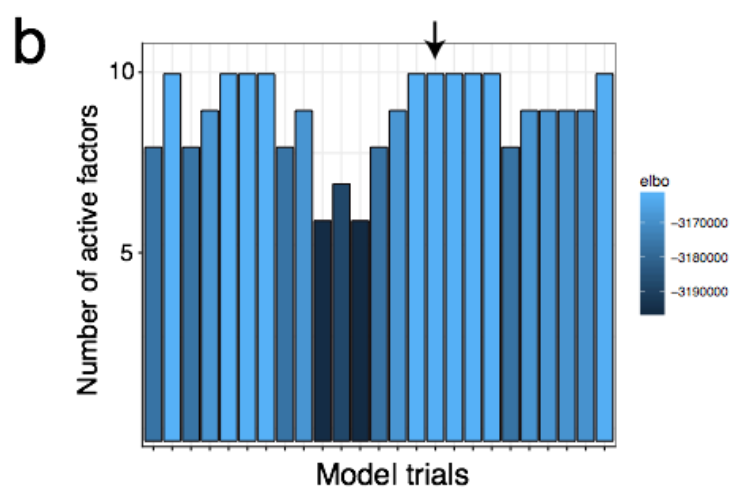 b
10
5
Number of active factors
Model trials
elbo
−3170000
−3180000
−3190000